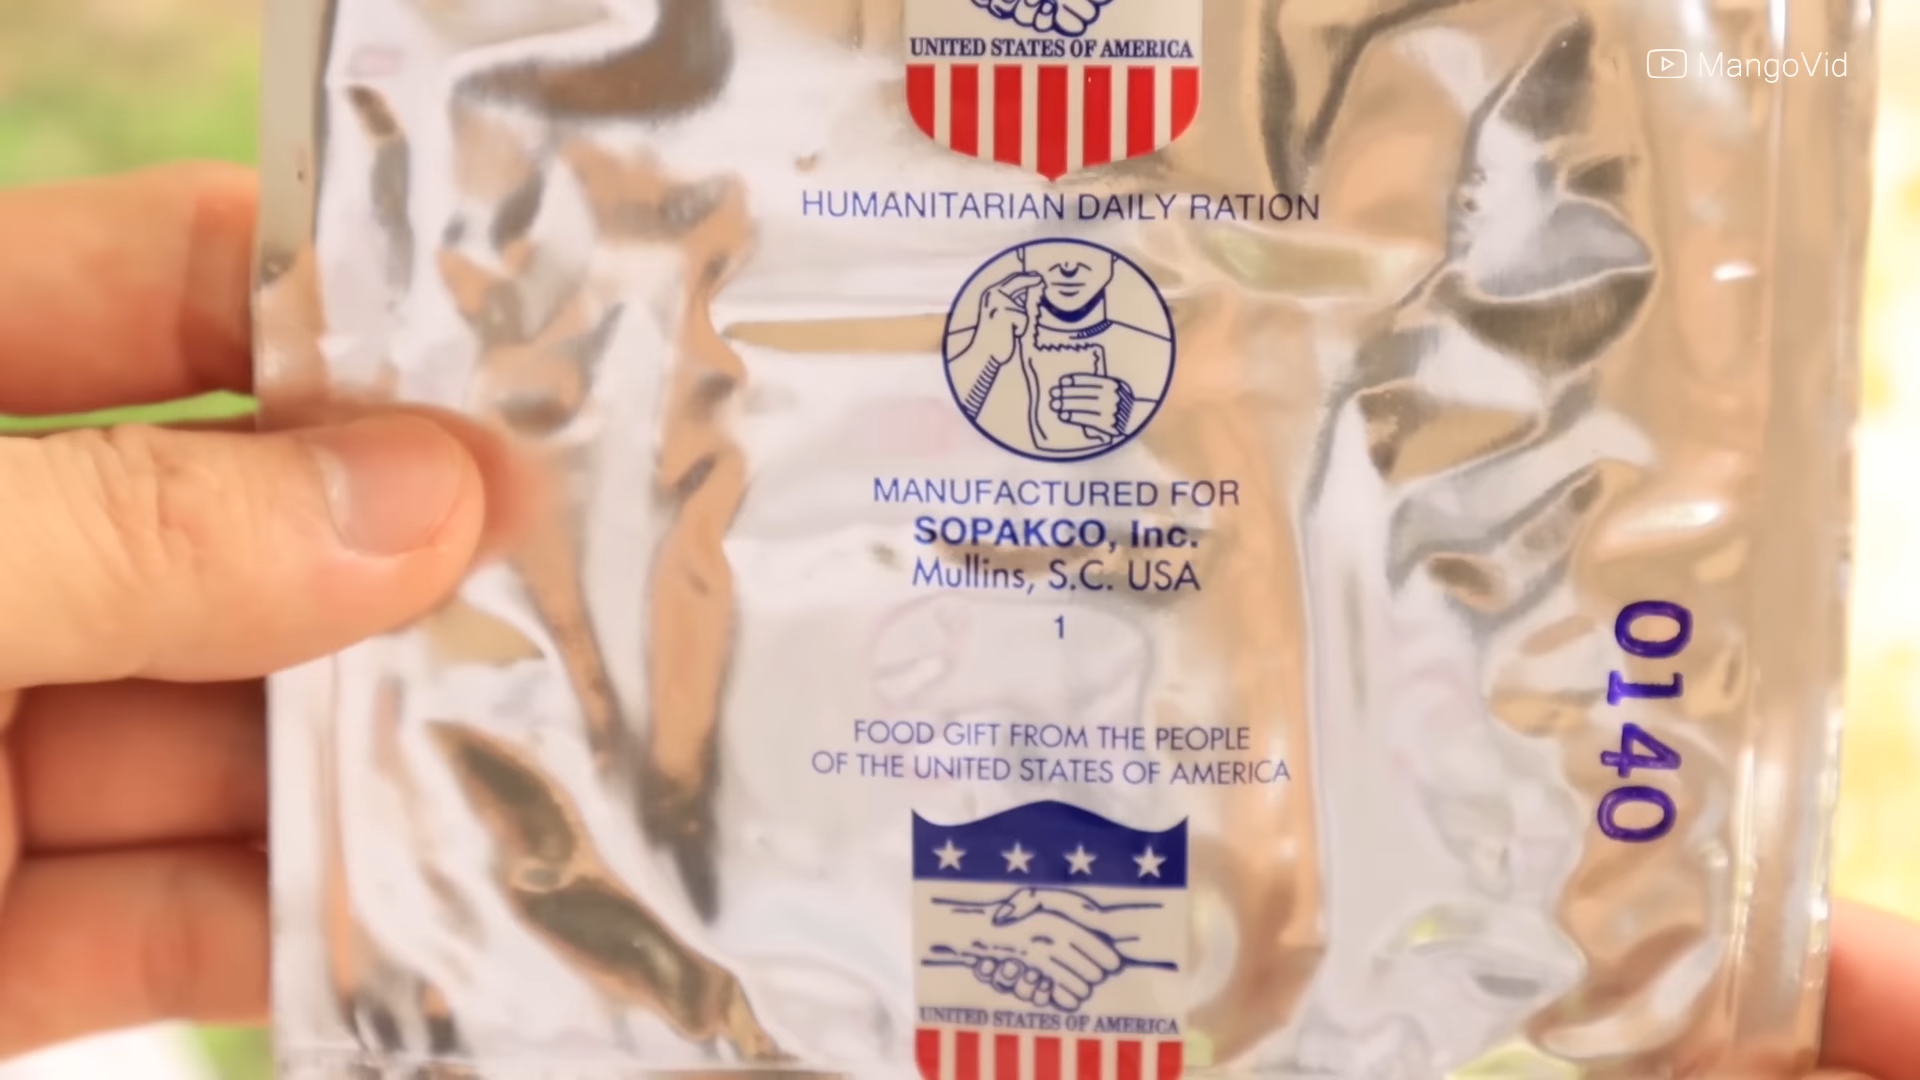 UNITED STATES OF AMERICA
MangoVid
HUMANITARIAN DAILY RATION
MANUFACTURED FOR
SOPAKCO, Inc.
Mullins, S.C. USA
1
0140
FOOD GIFT FROM THE PEOPLE
OF THE UNITED STATES OF AMERICA
UNITED STATES OF AMERICA